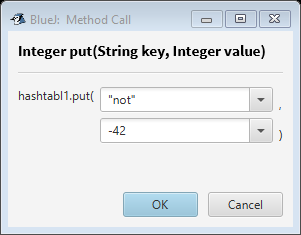 BlueJ: Method Call
Integer put(String key, Integer value)
hashtabl1.put( "not" ,
-42 )
OK Cancel